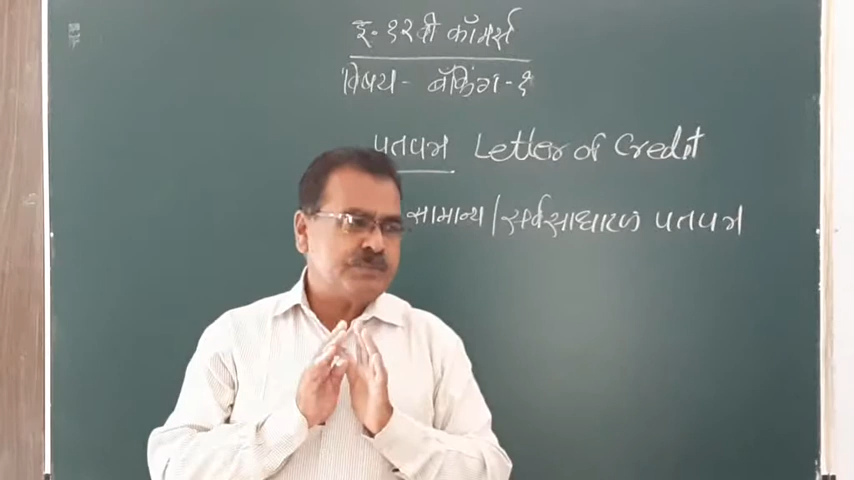 इ. १२वी कॉमर्स
विषय - बँकिंग - १
पतपत्र Letter of Credit
सामान्य/सर्वसाधारण पतपत्र